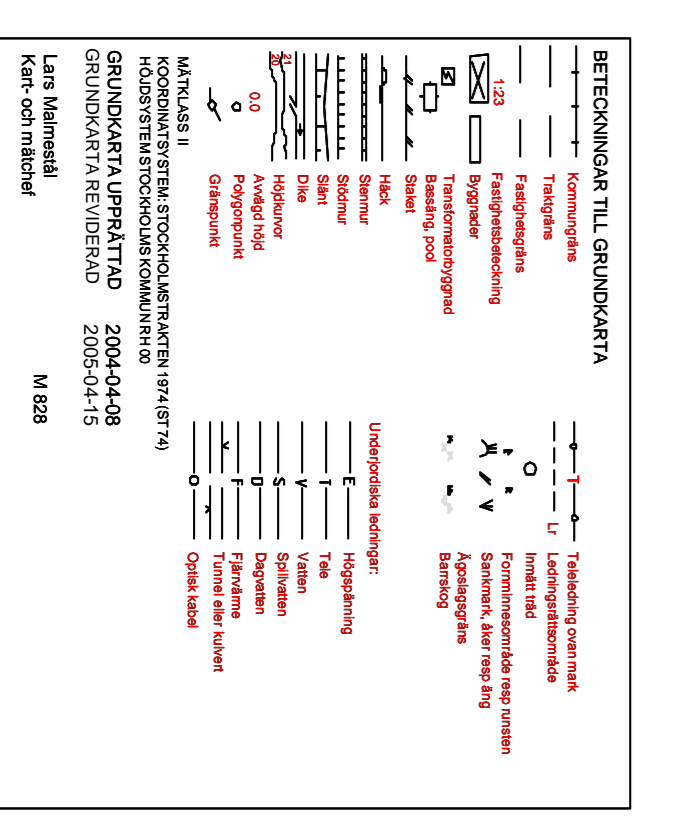 BETECKNINGAR TILL GRUNDKARTA
Kommungräns
Traktgräns
Fastighetsgräns
1:23 Fastighetsbeteckning
Byggnader
Transformatorbyggnad
Bassäng, pool
Staket
Häck
Stenmur
Stödmur
Slänt
Dike
21
20 Höjdkurvor
0.0 Avvägd höjd
Polygonpunkt
Gränspunkt
T Teleledning ovan mark
Lr Ledningsrättsområde
Inmätt träd
R R Fornminnesområde resp runsten
Sankmark, åker resp äng
Ägoslagsgräns
Barrskog
Underjordiska ledningar:
E Högspänning
T Tele
V Vatten
S Spillvatten
D Dagvatten
F Fjärrvärme
Tunnel eller kulvert
O Optisk kabel
MÄTKLASS II
KOORDINATSYSTEM: STOCKHOLMSTRAKTEN 1974 (ST 74)
HÖJDSYSTEM STOCKHOLMS KOMMUN RH 00
GRUNDKARTA UPPRÄTTAD 2004-04-08
GRUNDKARTA REVIDERAD 2005-04-15
Lars Malmestål
Kart- och mätchef M 828